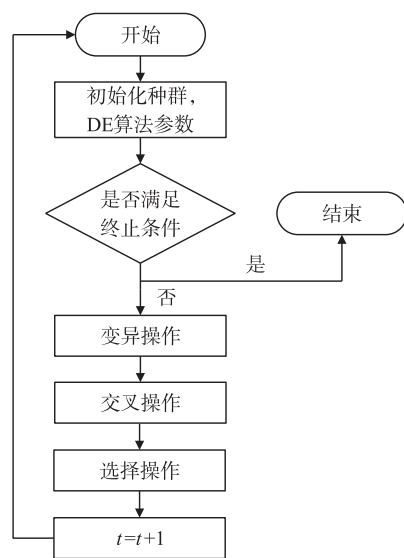 开始
初始化种群,
DE算法参数
是否满足
终止条件
结束
是
否
变异操作
交叉操作
选择操作
t=t+1